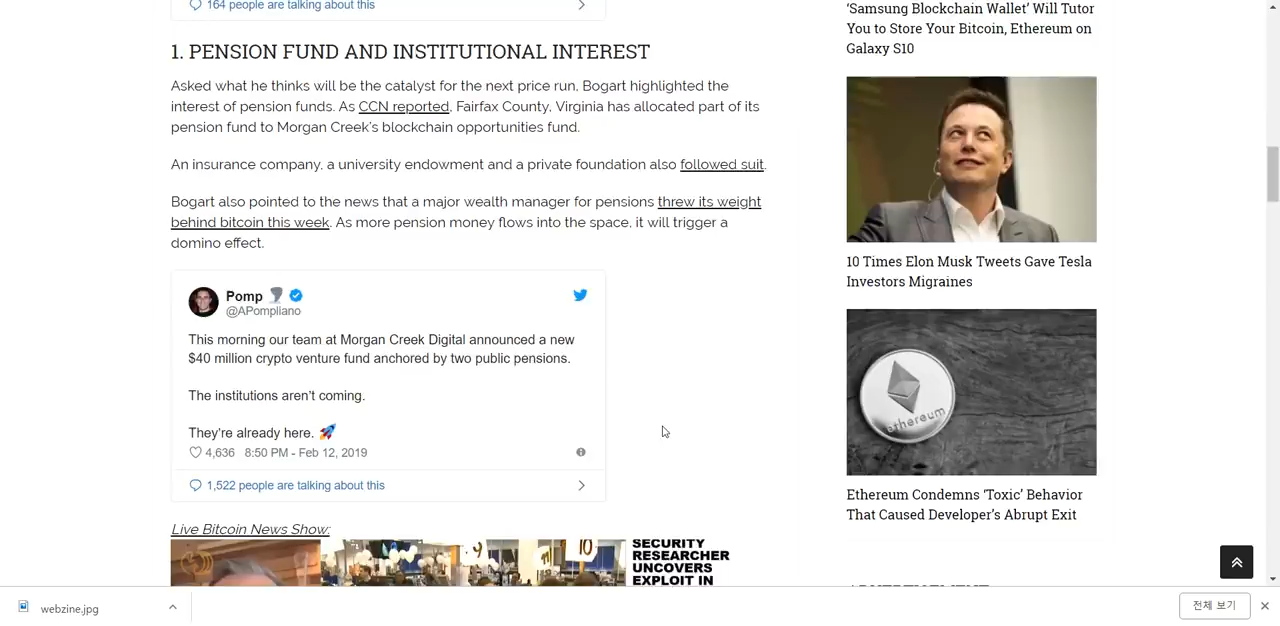 164 people are talking about this
1. PENSION FUND AND INSTITUTIONAL INTEREST
Asked what he thinks will be the catalyst for the next price run, Bogart highlighted the
interest of pension funds. As CCN reported, Fairfax County, Virginia has allocated part of its
pension fund to Morgan Creek's blockchain opportunities fund.
An insurance company, a university endowment and a private foundation also followed suit.
Bogart also pointed to the news that a major wealth manager for pensions threw its weight
behind bitcoin this week. As more pension money flows into the space, it will trigger a
domino effect.
Pomp
@APompliano
This morning our team at Morgan Creek Digital announced a new
$40 million crypto venture fund anchored by two public pensions.
The institutions aren't coming.
They're already here. 🚀
4,636 8:50 PM - Feb 12, 2019
1,522 people are talking about this
Live Bitcoin News Show:
9 10
SECURITY
RESEARCHER
UNCOVERS
EXPLOIT IN
‘Samsung Blockchain Wallet’ Will Tutor
You to Store Your Bitcoin, Ethereum on
Galaxy S10
10 Times Elon Musk Tweets Gave Tesla
Investors Migraines
ethereum
Ethereum Condemns ‘Toxic’ Behavior
That Caused Developer’s Abrupt Exit
webzine.jpg
전체 보기